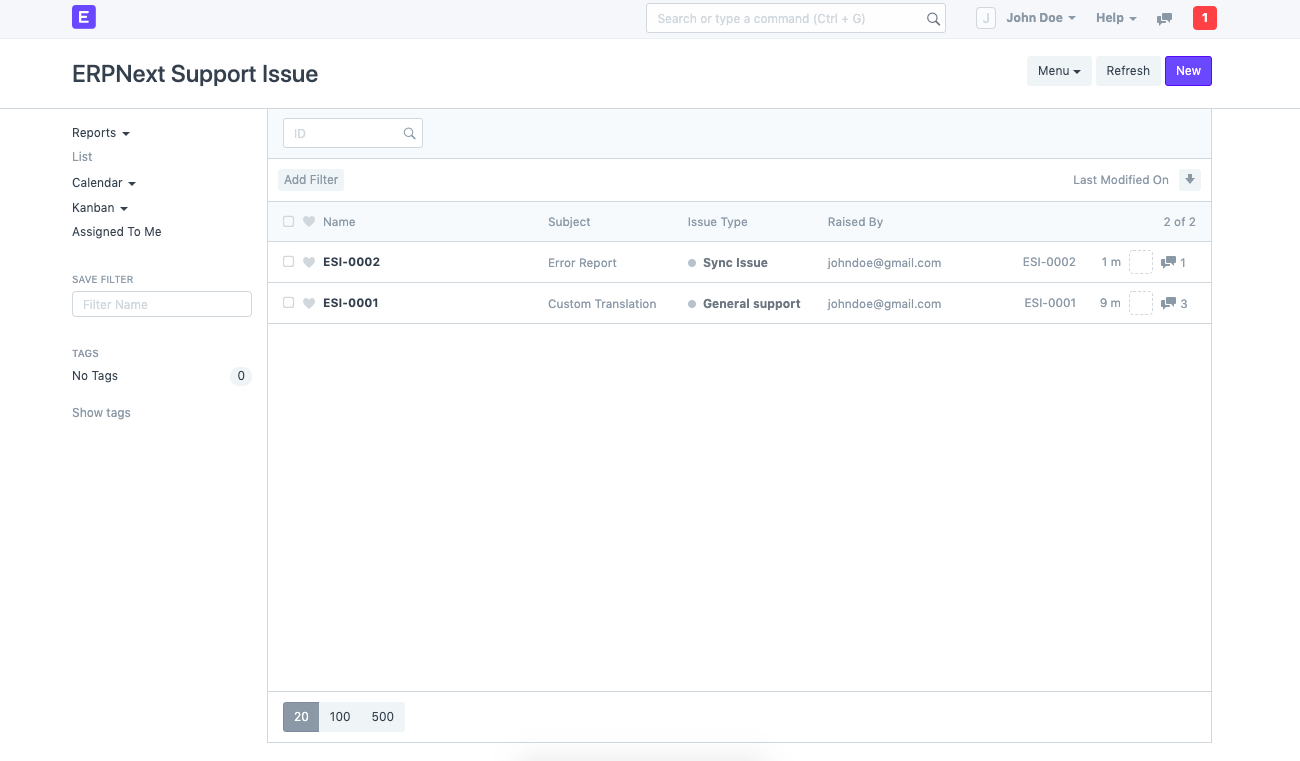 E
Search or type a command (Ctrl + G)
J John Doe Help 1
ERPNext Support Issue
Menu Refresh New
Reports
List
Calendar
Kanban
Assigned To Me
SAVE FILTER
Filter Name
TAGS
No Tags 0
Show tags
ID
Add Filter Last Modified On
Name Subject Issue Type Raised By 2 of 2
ESI-0002 Error Report Sync Issue johndoe@gmail.com ESI-0002 1 m 1
ESI-0001 Custom Translation General support johndoe@gmail.com ESI-0001 9 m 3
20 100 500